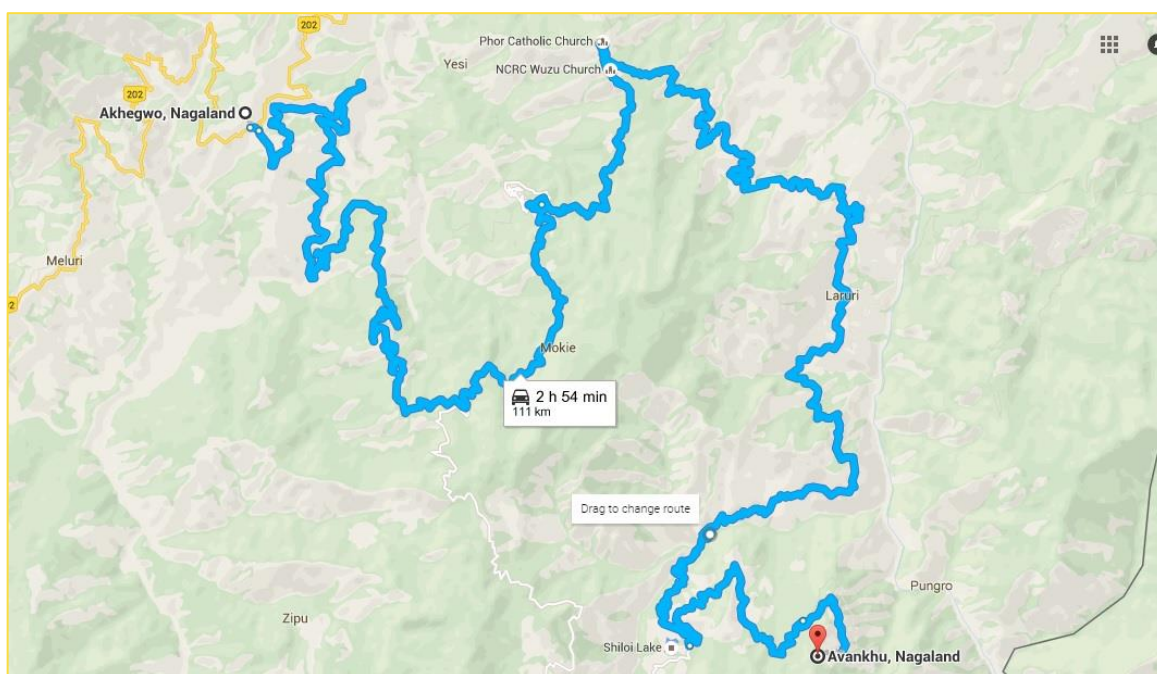 202
Phor Catholic Church
Yesi
NCRC Wuzu Church
202
Akhegwo, Nagaland
202
Meluri
2
Laruri
Mokie
2 h 54 min
111 km
Drag to change route
Pungro
Zipu
Shiloi Lake
Avankhu, Nagaland